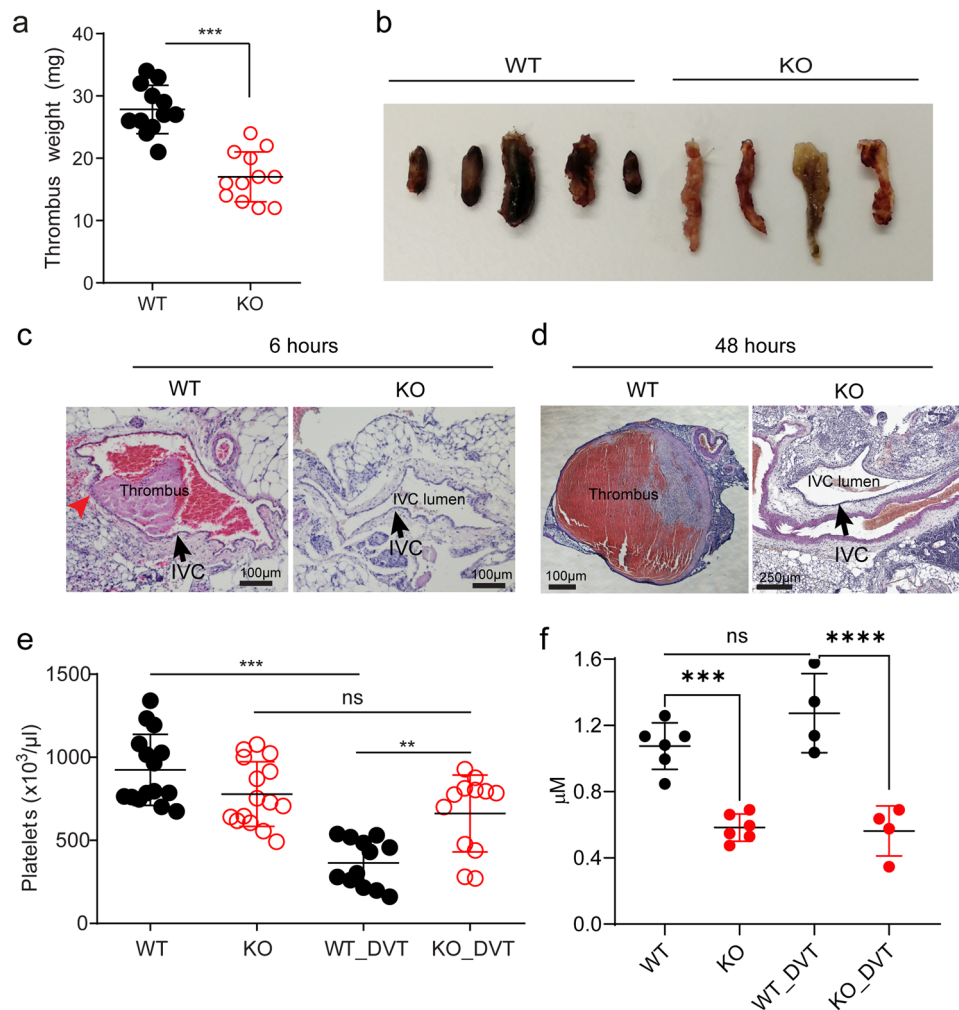 a
Thrombus weight (mg)
40
30
20
10
0
***
WT
KO
b
WT
KO
c
6 hours
WT
KO
Thrombus
IVC
100μm
IVC lumen
IVC
100μm
d
48 hours
WT
KO
Thrombus
100μm
IVC lumen
IVC
250μm
e
Platelets (x10³/μl)
1500
1000
500
0
***
ns
**
WT
KO
WT_DVT
KO_DVT
f
μM
1.6
1.2
0.8
0.4
0.0
ns
***
****
WT
KO
WT_DVT
KO_DVT